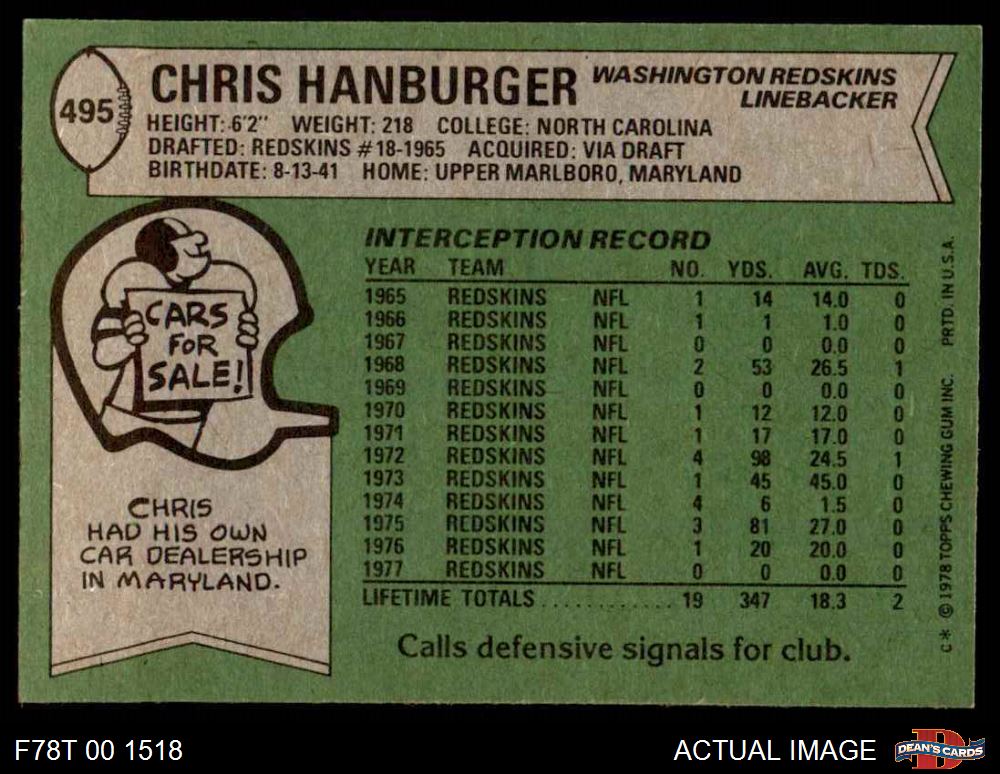 495
CHRIS HANBURGER
WASHINGTON REDSKINS
LINEBACKER
HEIGHT: 6'2" WEIGHT: 218 COLLEGE: NORTH CAROLINA
DRAFTED: REDSKINS #18-1965 ACQUIRED: VIA DRAFT
BIRTHDATE: 8-13-41 HOME: UPPER MARLBORO, MARYLAND
CARS
FOR
SALE!
CHRIS
HAD HIS OWN
CAR DEALERSHIP
IN MARYLAND.
INTERCEPTION RECORD
YEAR TEAM NO. YDS. AVG. TDS.
1965 REDSKINS NFL 1 14 14.0 0
1966 REDSKINS NFL 1 1 1.0 0
1967 REDSKINS NFL 0 0 0.0 0
1968 REDSKINS NFL 2 53 26.5 1
1969 REDSKINS NFL 0 0 0.0 0
1970 REDSKINS NFL 1 12 12.0 0
1971 REDSKINS NFL 1 17 17.0 0
1972 REDSKINS NFL 4 98 24.5 1
1973 REDSKINS NFL 1 45 45.0 0
1974 REDSKINS NFL 4 6 1.5 0
1975 REDSKINS NFL 3 81 27.0 0
1976 REDSKINS NFL 1 20 20.0 0
1977 REDSKINS NFL 0 0 0.0 0
LIFETIME TOTALS ............ 19 347 18.3 2
Calls defensive signals for club.
C* © 1978 TOPPS CHEWING GUM INC. PRTD. IN U.S.A.
F78T 00 1518
ACTUAL IMAGE
D
DEAN'S CARDS